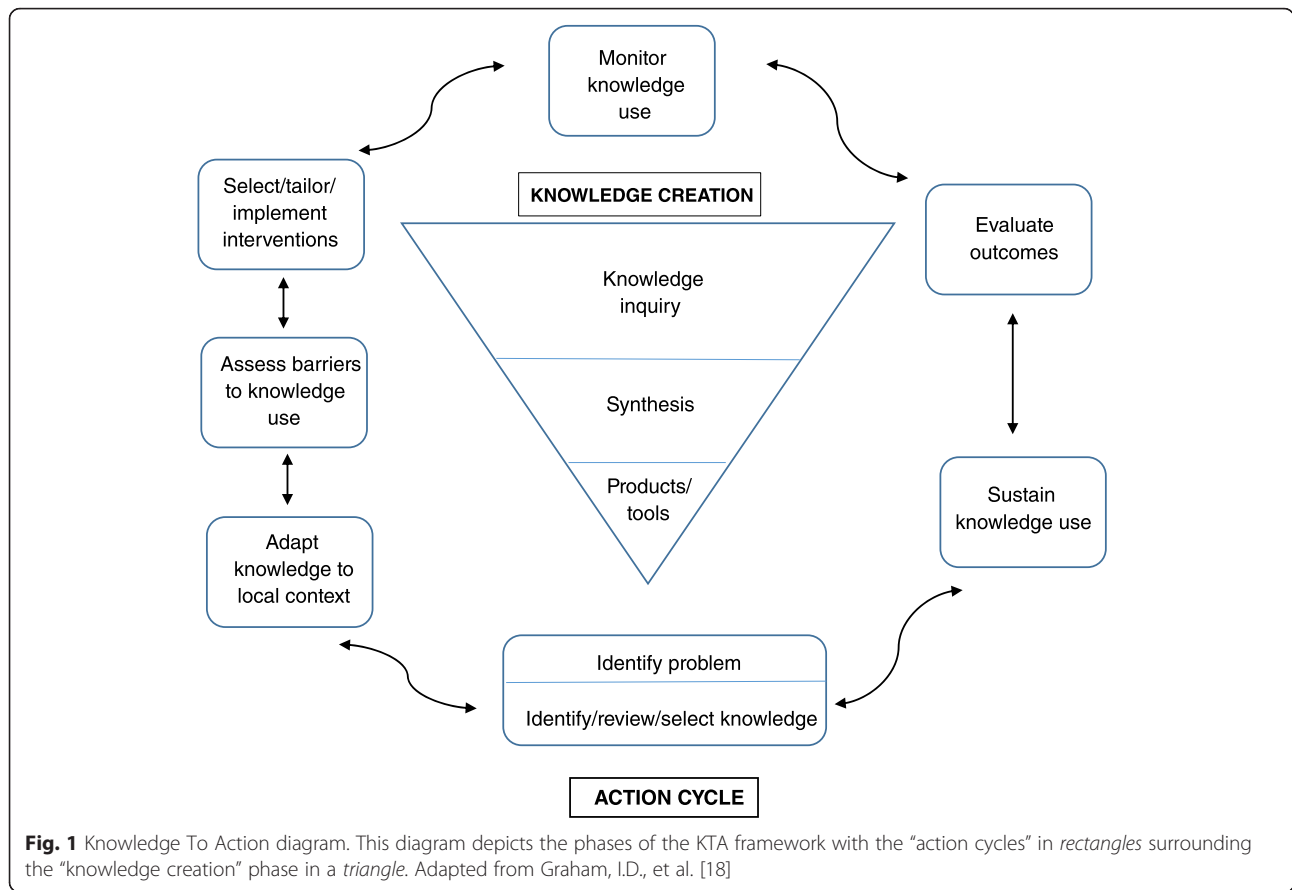 Monitor
knowledge
use
Select/tailor/
implement
interventions
KNOWLEDGE CREATION
Evaluate
outcomes
Knowledge
inquiry
Assess barriers
to knowledge
use
Synthesis
Products/
tools
Sustain
knowledge use
Adapt
knowledge to
local context
Identify problem
Identify/review/select knowledge
ACTION CYCLE
Fig. 1 Knowledge To Action diagram. This diagram depicts the phases of the KTA framework with the “action cycles” in rectangles surrounding
the “knowledge creation” phase in a triangle. Adapted from Graham, I.D., et al. [18]